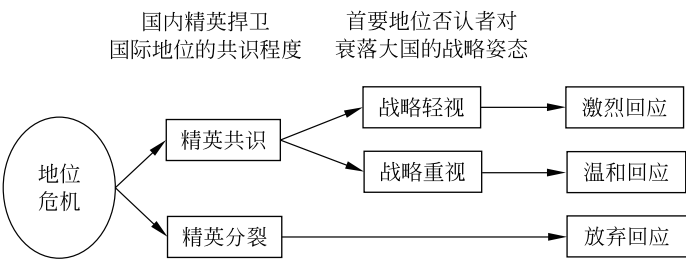 国内精英捍卫
国际地位的共识程度
首要地位否认者对
衰落大国的战略姿态
地位
危机
精英共识
战略轻视
激烈回应
战略重视
温和回应
精英分裂
放弃回应